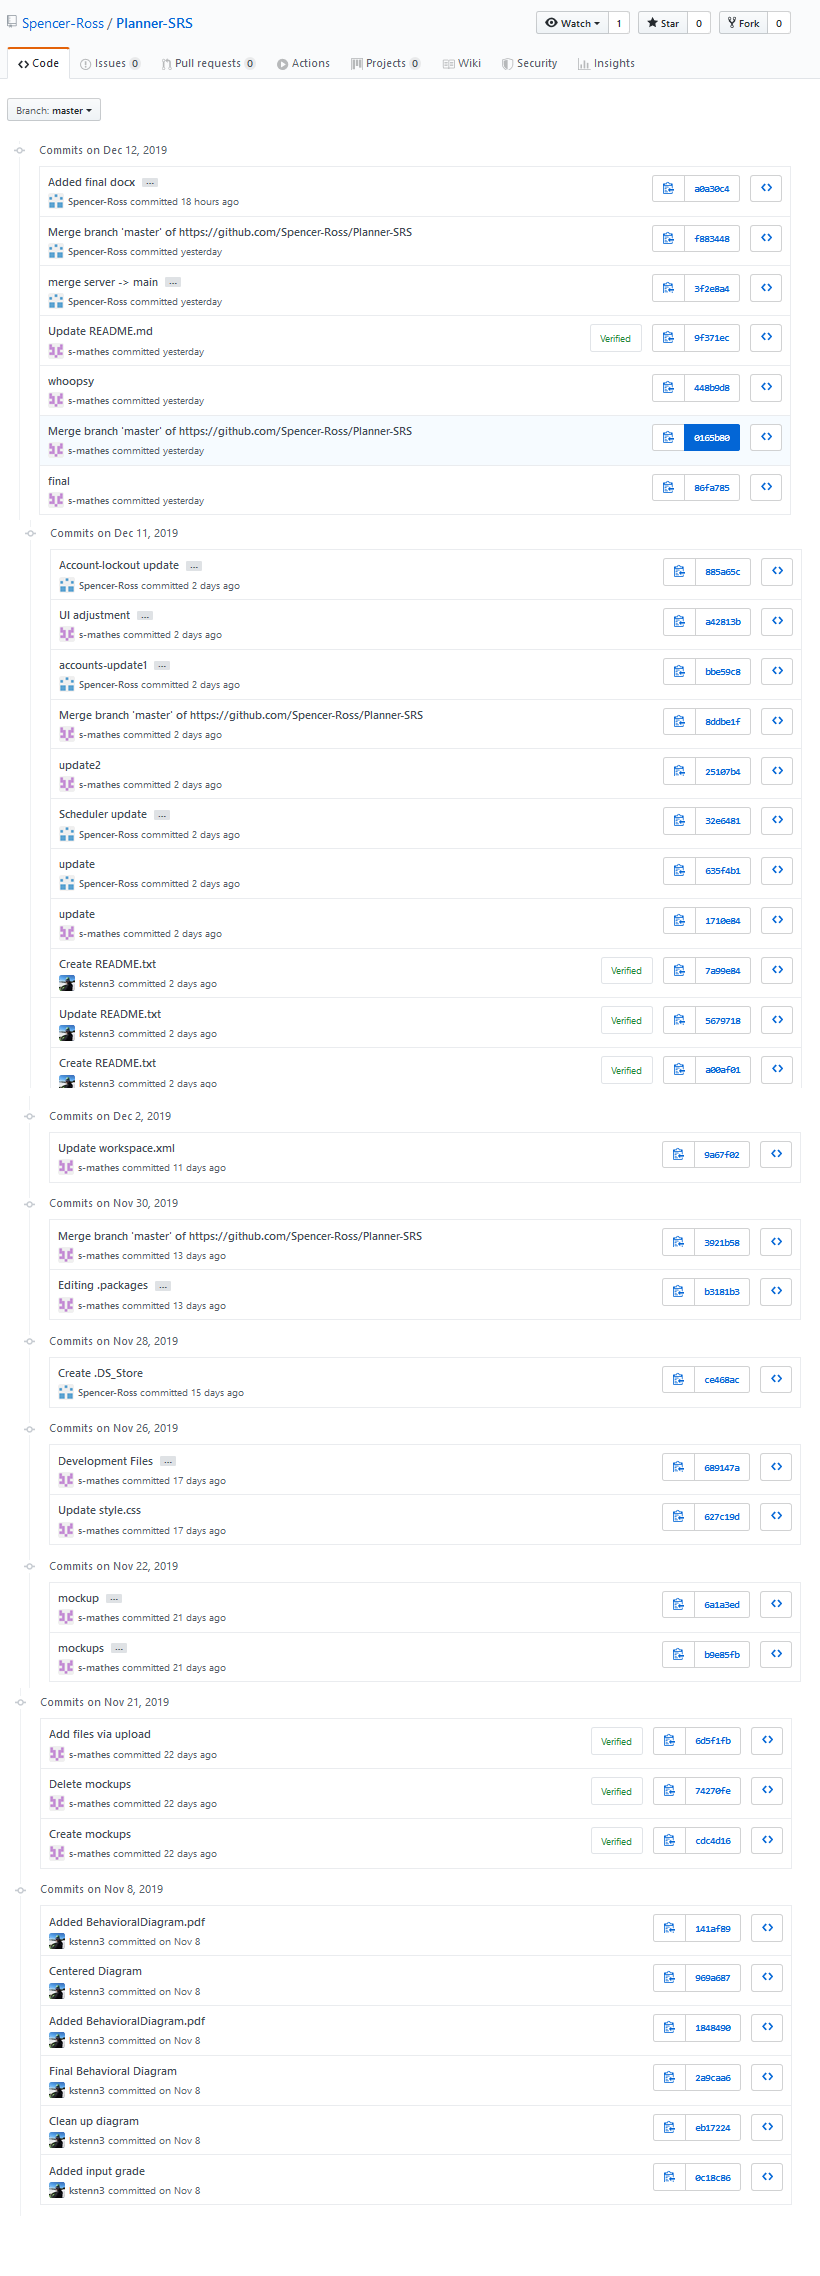 Spencer-Ross / Planner-SRS
Watch 1 Star 0 Fork 0
Code Issues 0 Pull requests 0 Actions Projects 0 Wiki Security Insights
Branch: master
Commits on Dec 12, 2019
Added final docx ...
Spencer-Ross committed 18 hours ago
a0a30c4
Merge branch 'master' of https://github.com/Spencer-Ross/Planner-SRS
Spencer-Ross committed yesterday
f883448
merge server -> main ...
Spencer-Ross committed yesterday
3f2e8a4
Update README.md
s-mathes committed yesterday
Verified 9f371ec
whoopsy
s-mathes committed yesterday
448b9d8
Merge branch 'master' of https://github.com/Spencer-Ross/Planner-SRS
s-mathes committed yesterday
0165b80
final
s-mathes committed yesterday
86fa785
Commits on Dec 11, 2019
Account-lockout update ...
Spencer-Ross committed 2 days ago
885a65c
UI adjustment ...
s-mathes committed 2 days ago
a42813b
accounts-update1 ...
Spencer-Ross committed 2 days ago
bbe59c8
Merge branch 'master' of https://github.com/Spencer-Ross/Planner-SRS
s-mathes committed 2 days ago
8ddbe1f
update2
s-mathes committed 2 days ago
25107b4
Scheduler update ...
Spencer-Ross committed 2 days ago
32e6481
update
Spencer-Ross committed 2 days ago
635f4b1
update
s-mathes committed 2 days ago
1710e84
Create README.txt
kstenn3 committed 2 days ago
Verified 7a99e84
Update README.txt
kstenn3 committed 2 days ago
Verified 5679718
Create README.txt
kstenn3 committed 2 days ago
Verified a00af01
Commits on Dec 2, 2019
Update workspace.xml
s-mathes committed 11 days ago
9a67f02
Commits on Nov 30, 2019
Merge branch 'master' of https://github.com/Spencer-Ross/Planner-SRS
s-mathes committed 13 days ago
3921b58
Editing .packages ...
s-mathes committed 13 days ago
b3181b3
Commits on Nov 28, 2019
Create .DS_Store
Spencer-Ross committed 15 days ago
ce468ac
Commits on Nov 26, 2019
Development Files ...
s-mathes committed 17 days ago
689147a
Update style.css
s-mathes committed 17 days ago
627c19d
Commits on Nov 22, 2019
mockup ...
s-mathes committed 21 days ago
6a1a3ed
mockups ...
s-mathes committed 21 days ago
b9e85fb
Commits on Nov 21, 2019
Add files via upload
s-mathes committed 22 days ago
Verified 6d5f1fb
Delete mockups
s-mathes committed 22 days ago
Verified 74270fe
Create mockups
s-mathes committed 22 days ago
Verified cdc4d16
Commits on Nov 8, 2019
Added BehavioralDiagram.pdf
kstenn3 committed on Nov 8
141af89
Centered Diagram
kstenn3 committed on Nov 8
969a687
Added BehavioralDiagram.pdf
kstenn3 committed on Nov 8
1848490
Final Behavioral Diagram
kstenn3 committed on Nov 8
2a9caa6
Clean up diagram
kstenn3 committed on Nov 8
eb17224
Added input grade
kstenn3 committed on Nov 8
0c18c86